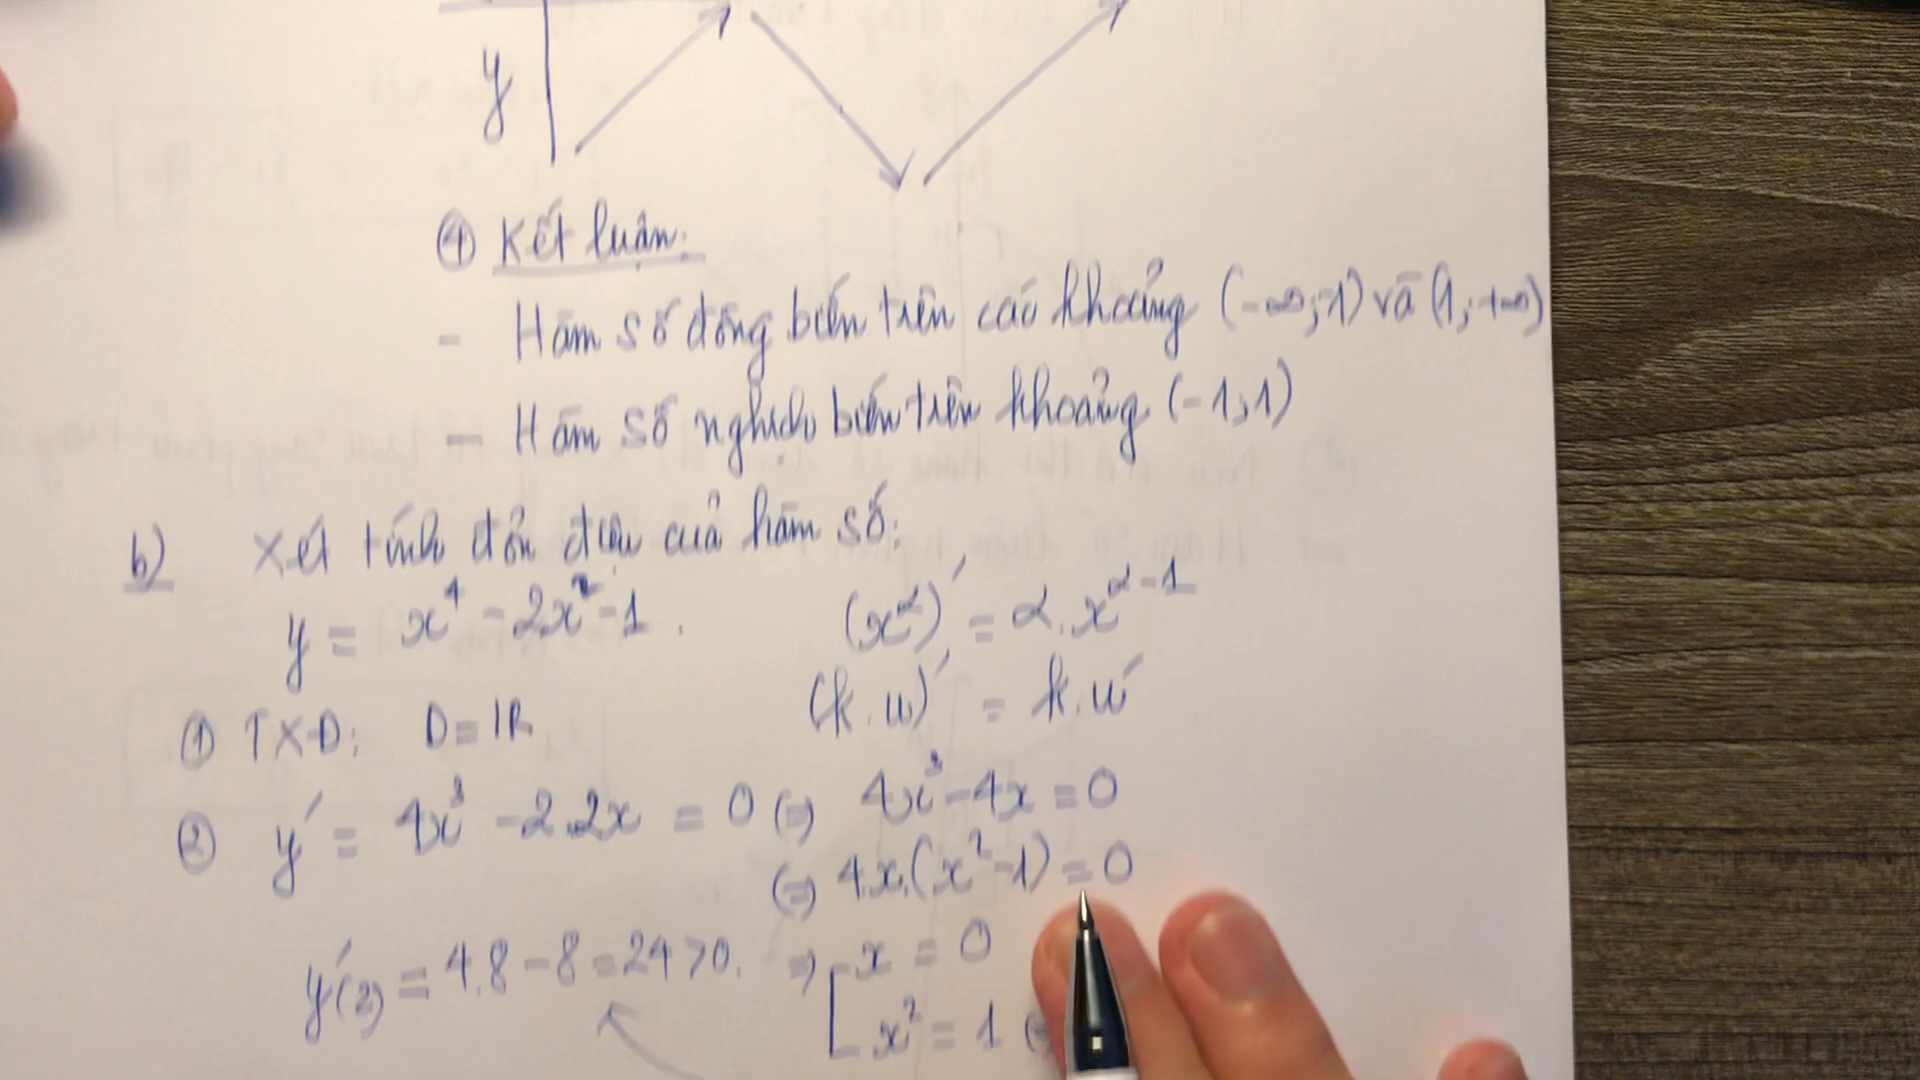 y
④ Kết luận:
- Hàm số đồng biến trên các khoảng (-∞;-1) và (1;+∞)
- Hàm số nghịch biến trên khoảng (-1;1)
b) Xét tính đơn điệu của hàm số:
y = x⁴ - 2x² - 1.
(x^α)' = α.x^(α-1)
(k.u)' = k.u'
① TXĐ: D = ℝ
② y' = 4x³ - 2.2x = 0 (=) 4x³ - 4x = 0
(=) 4x.(x² - 1) = 0
y'(2) = 4.8 - 8 = 24 > 0.
=> [ x = 0
x² = 1